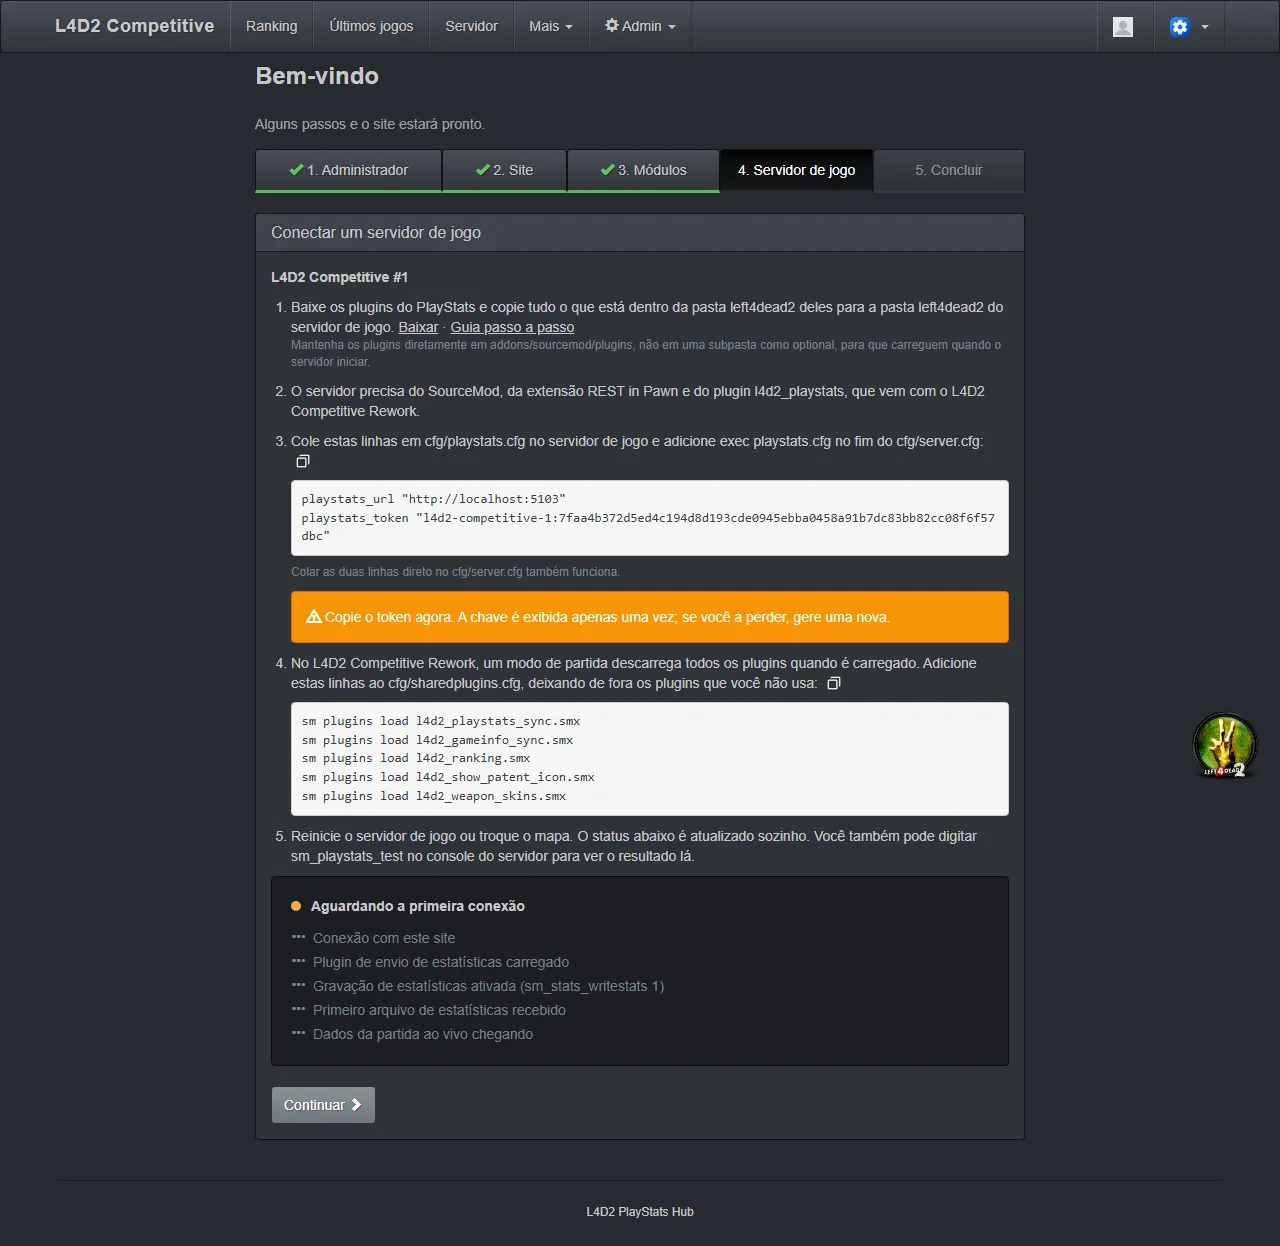 L4D2 Competitive
Ranking
Últimos jogos
Servidor
Mais
Admin
Bem-vindo
Alguns passos e o site estará pronto.
1. Administrador
2. Site
3. Módulos
4. Servidor de jogo
5. Concluir
Conectar um servidor de jogo
L4D2 Competitive #1
1. Baixe os plugins do PlayStats e copie tudo o que está dentro da pasta left4dead2 deles para a pasta left4dead2 do
servidor de jogo. Baixar · Guia passo a passo
Mantenha os plugins diretamente em addons/sourcemod/plugins, não em uma subpasta como optional, para que carreguem quando o
servidor iniciar.
2. O servidor precisa do SourceMod, da extensão REST in Pawn e do plugin l4d2_playstats, que vem com o L4D2
Competitive Rework.
3. Cole estas linhas em cfg/playstats.cfg no servidor de jogo e adicione exec playstats.cfg no fim do cfg/server.cfg:
playstats_url "http://localhost:5103"
playstats_token "l4d2-competitive-1:7faa4b372d5ed4c194d8d193cde0945ebba0458a91b7dc83bb82cc08f6f57
dbc"
Colar as duas linhas direto no cfg/server.cfg também funciona.
Copie o token agora. A chave é exibida apenas uma vez; se você a perder, gere uma nova.
4. No L4D2 Competitive Rework, um modo de partida descarrega todos os plugins quando é carregado. Adicione
estas linhas ao cfg/sharedplugins.cfg, deixando de fora os plugins que você não usa:
sm plugins load l4d2_playstats_sync.smx
sm plugins load l4d2_gameinfo_sync.smx
sm plugins load l4d2_ranking.smx
sm plugins load l4d2_show_patent_icon.smx
sm plugins load l4d2_weapon_skins.smx
LEFT4DEAD2
5. Reinicie o servidor de jogo ou troque o mapa. O status abaixo é atualizado sozinho. Você também pode digitar
sm_playstats_test no console do servidor para ver o resultado lá.
Aguardando a primeira conexão
Conexão com este site
Plugin de envio de estatísticas carregado
Gravação de estatísticas ativada (sm_stats_writestats 1)
Primeiro arquivo de estatísticas recebido
Dados da partida ao vivo chegando
Continuar
L4D2 PlayStats Hub